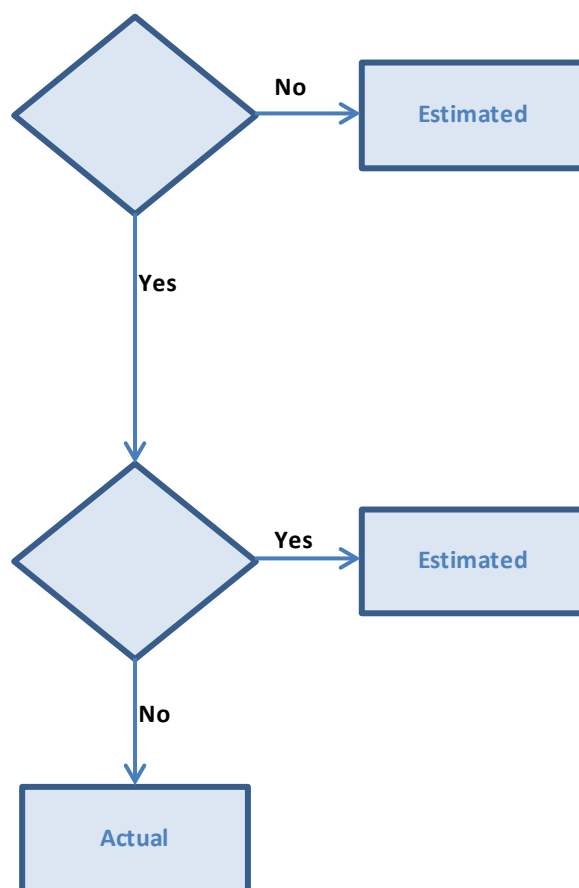 No
Estimated
Yes
Yes
Estimated
No
Actual